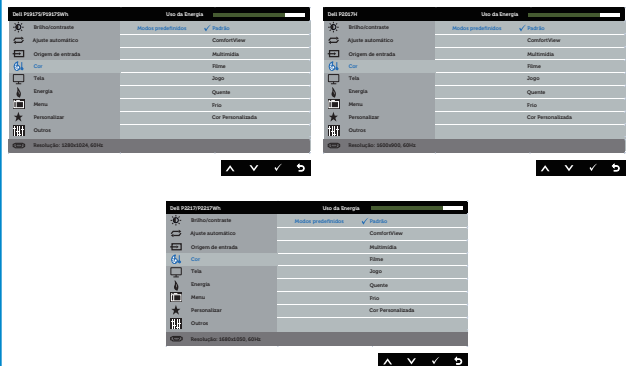 Dell P1917S/P1917SWh Uso da Energia
Brilho/contraste Modos predefinidos ✓ Padrão
Ajuste automático ComfortView
Origem de entrada Multimídia
Cor Filme
Tela Jogo
Energia Quente
Menu Frio
Personalizar Cor Personalizada
Outros
Resolução: 1280x1024, 60Hz
Dell P2017H Uso da Energia
Brilho/contraste Modos predefinidos ✓ Padrão
Ajuste automático ComfortView
Origem de entrada Multimídia
Cor Filme
Tela Jogo
Energia Quente
Menu Frio
Personalizar Cor Personalizada
Outros
Resolução: 1600x900, 60Hz
Dell P2217/P2217Wh Uso da Energia
Brilho/contraste Modos predefinidos ✓ Padrão
Ajuste automático ComfortView
Origem de entrada Multimídia
Cor Filme
Tela Jogo
Energia Quente
Menu Frio
Personalizar Cor Personalizada
Outros
Resolução: 1680x1050, 60Hz